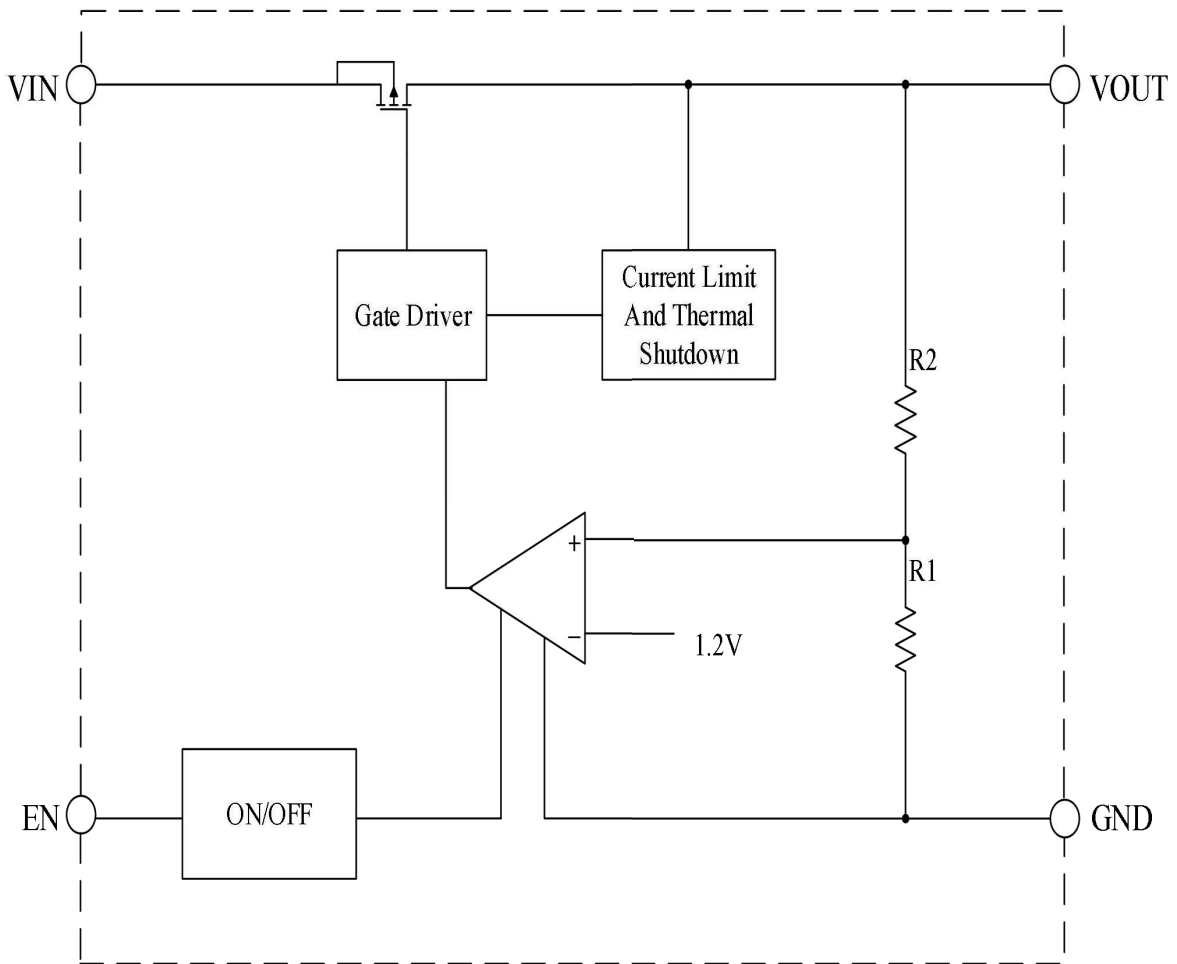 VIN
VOUT
Gate Driver
Current Limit
And Thermal
Shutdown
R2
+
R1
−
1.2V
EN
ON/OFF
GND